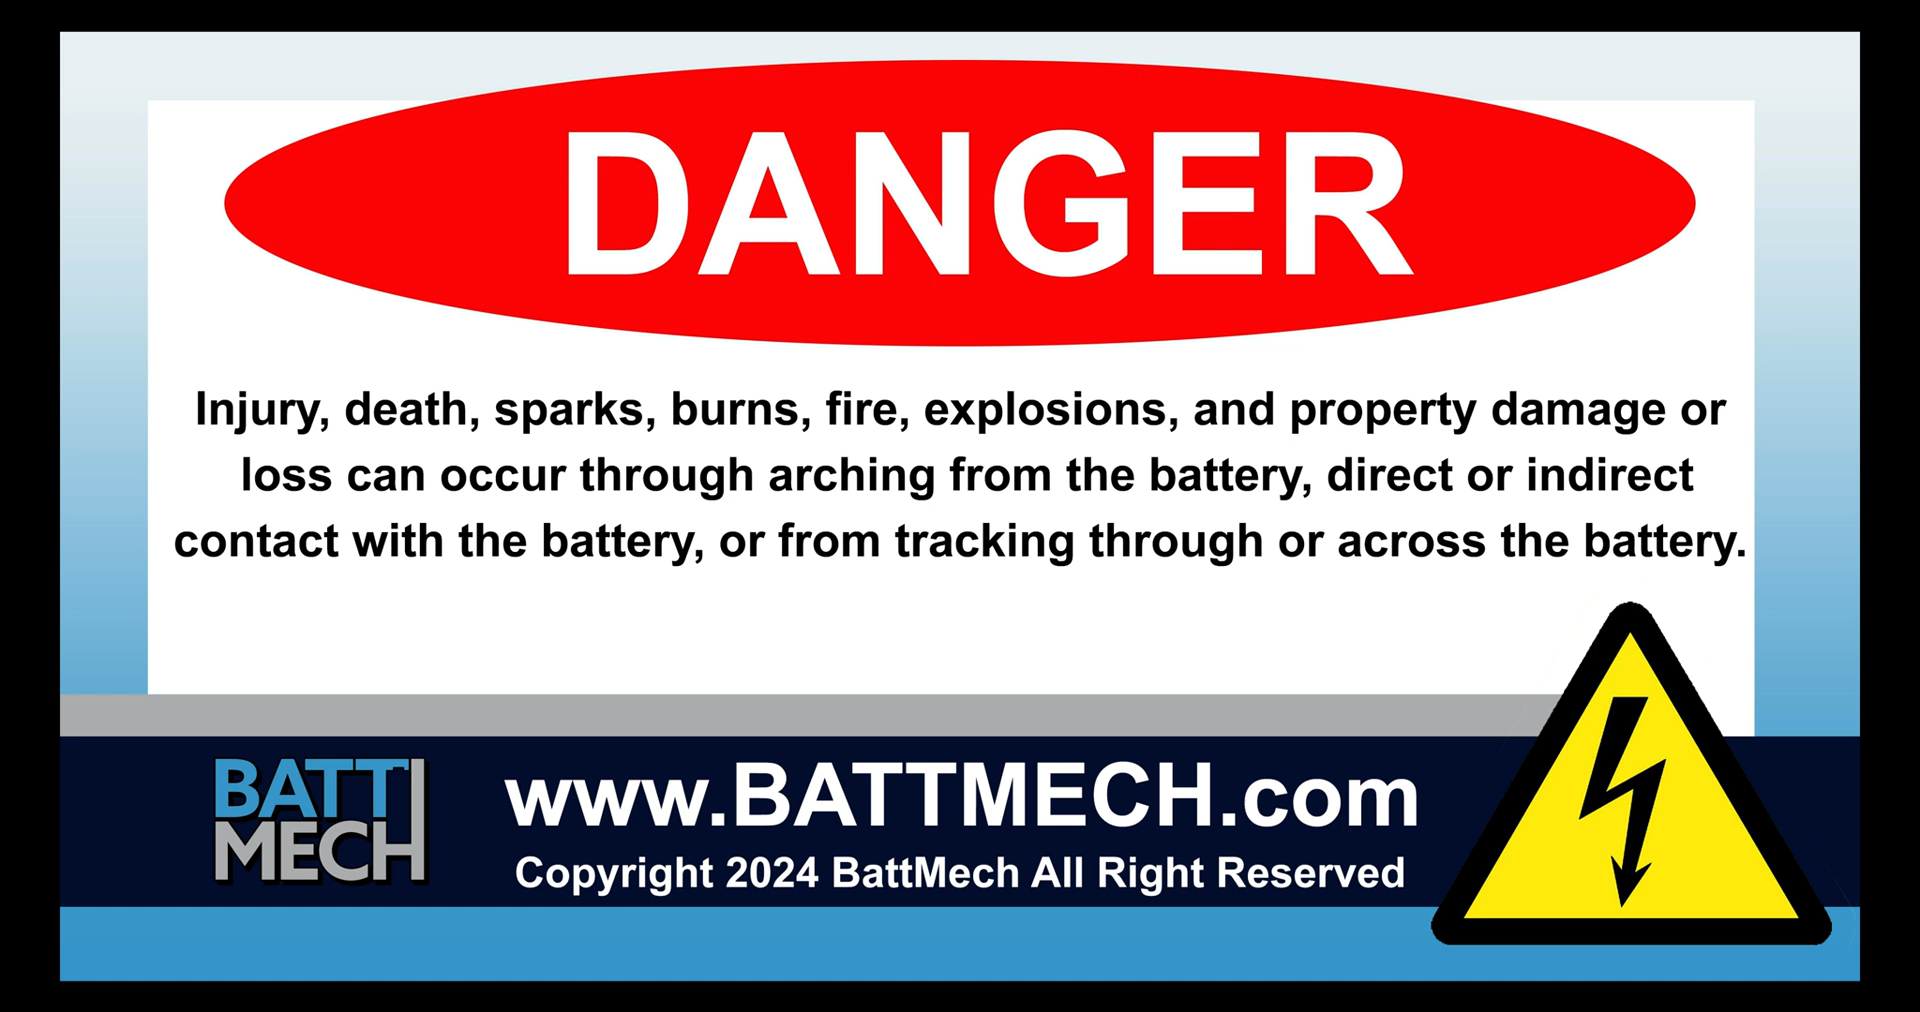 DANGER
Injury, death, sparks, burns, fire, explosions, and property damage or
loss can occur through arching from the battery, direct or indirect
contact with the battery, or from tracking through or across the battery.
BATT
MECH
www.BATTMECH.com
Copyright 2024 BattMech All Right Reserved